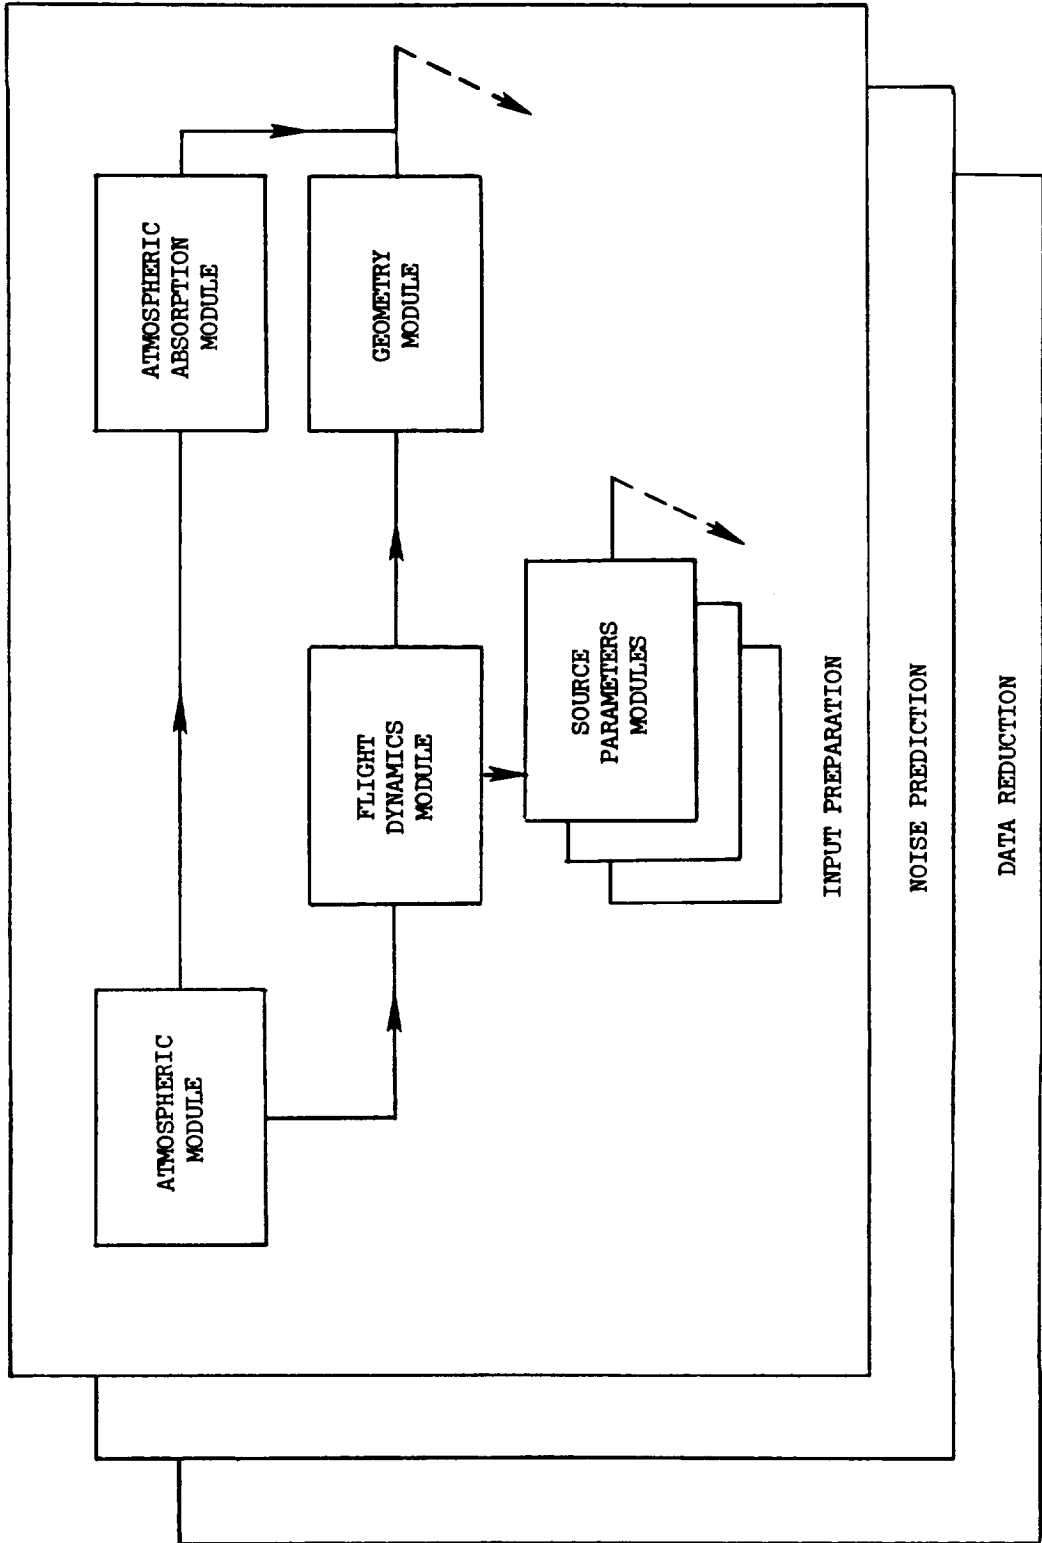 ATMOSPHERIC
MODULE
ATMOSPHERIC
ABSORPTION
MODULE
FLIGHT
DYNAMICS
MODULE
GEOMETRY
MODULE
SOURCE
PARAMETERS
MODULES
INPUT PREPARATION
NOISE PREDICTION
DATA REDUCTION